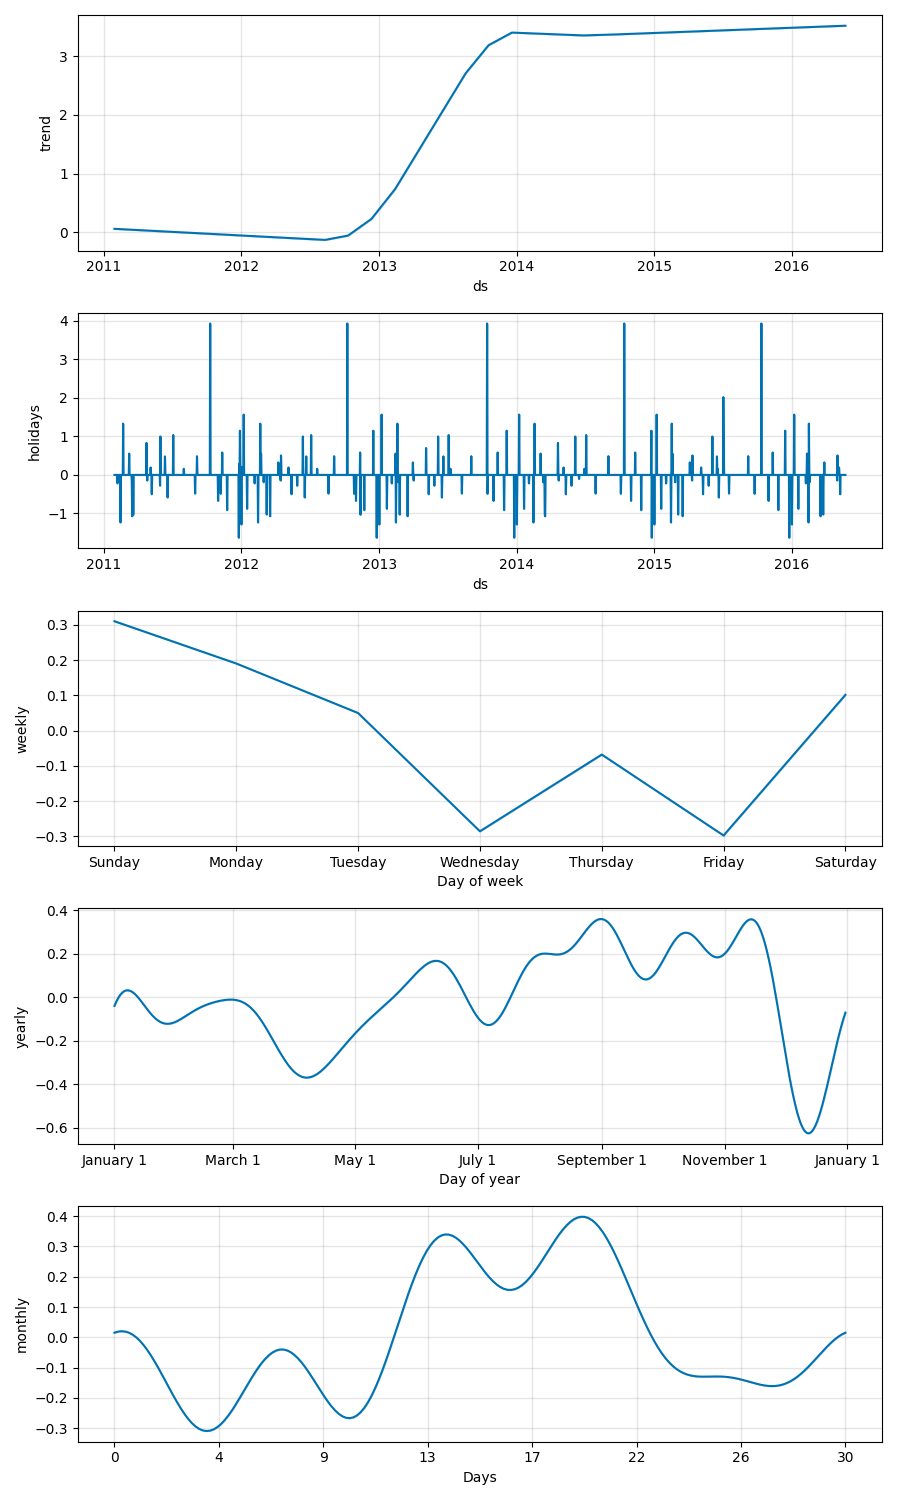 3
2
1
0
trend
2011 2012 2013 2014 2015 2016
ds
4
3
2
1
0
−1
holidays
2011 2012 2013 2014 2015 2016
ds
0.3
0.2
0.1
0.0
−0.1
−0.2
−0.3
weekly
Sunday Monday Tuesday Wednesday Thursday Friday Saturday
Day of week
0.4
0.2
0.0
−0.2
−0.4
−0.6
yearly
January 1 March 1 May 1 July 1 September 1 November 1 January 1
Day of year
0.4
0.3
0.2
0.1
0.0
−0.1
−0.2
−0.3
monthly
0 4 9 13 17 22 26 30
Days